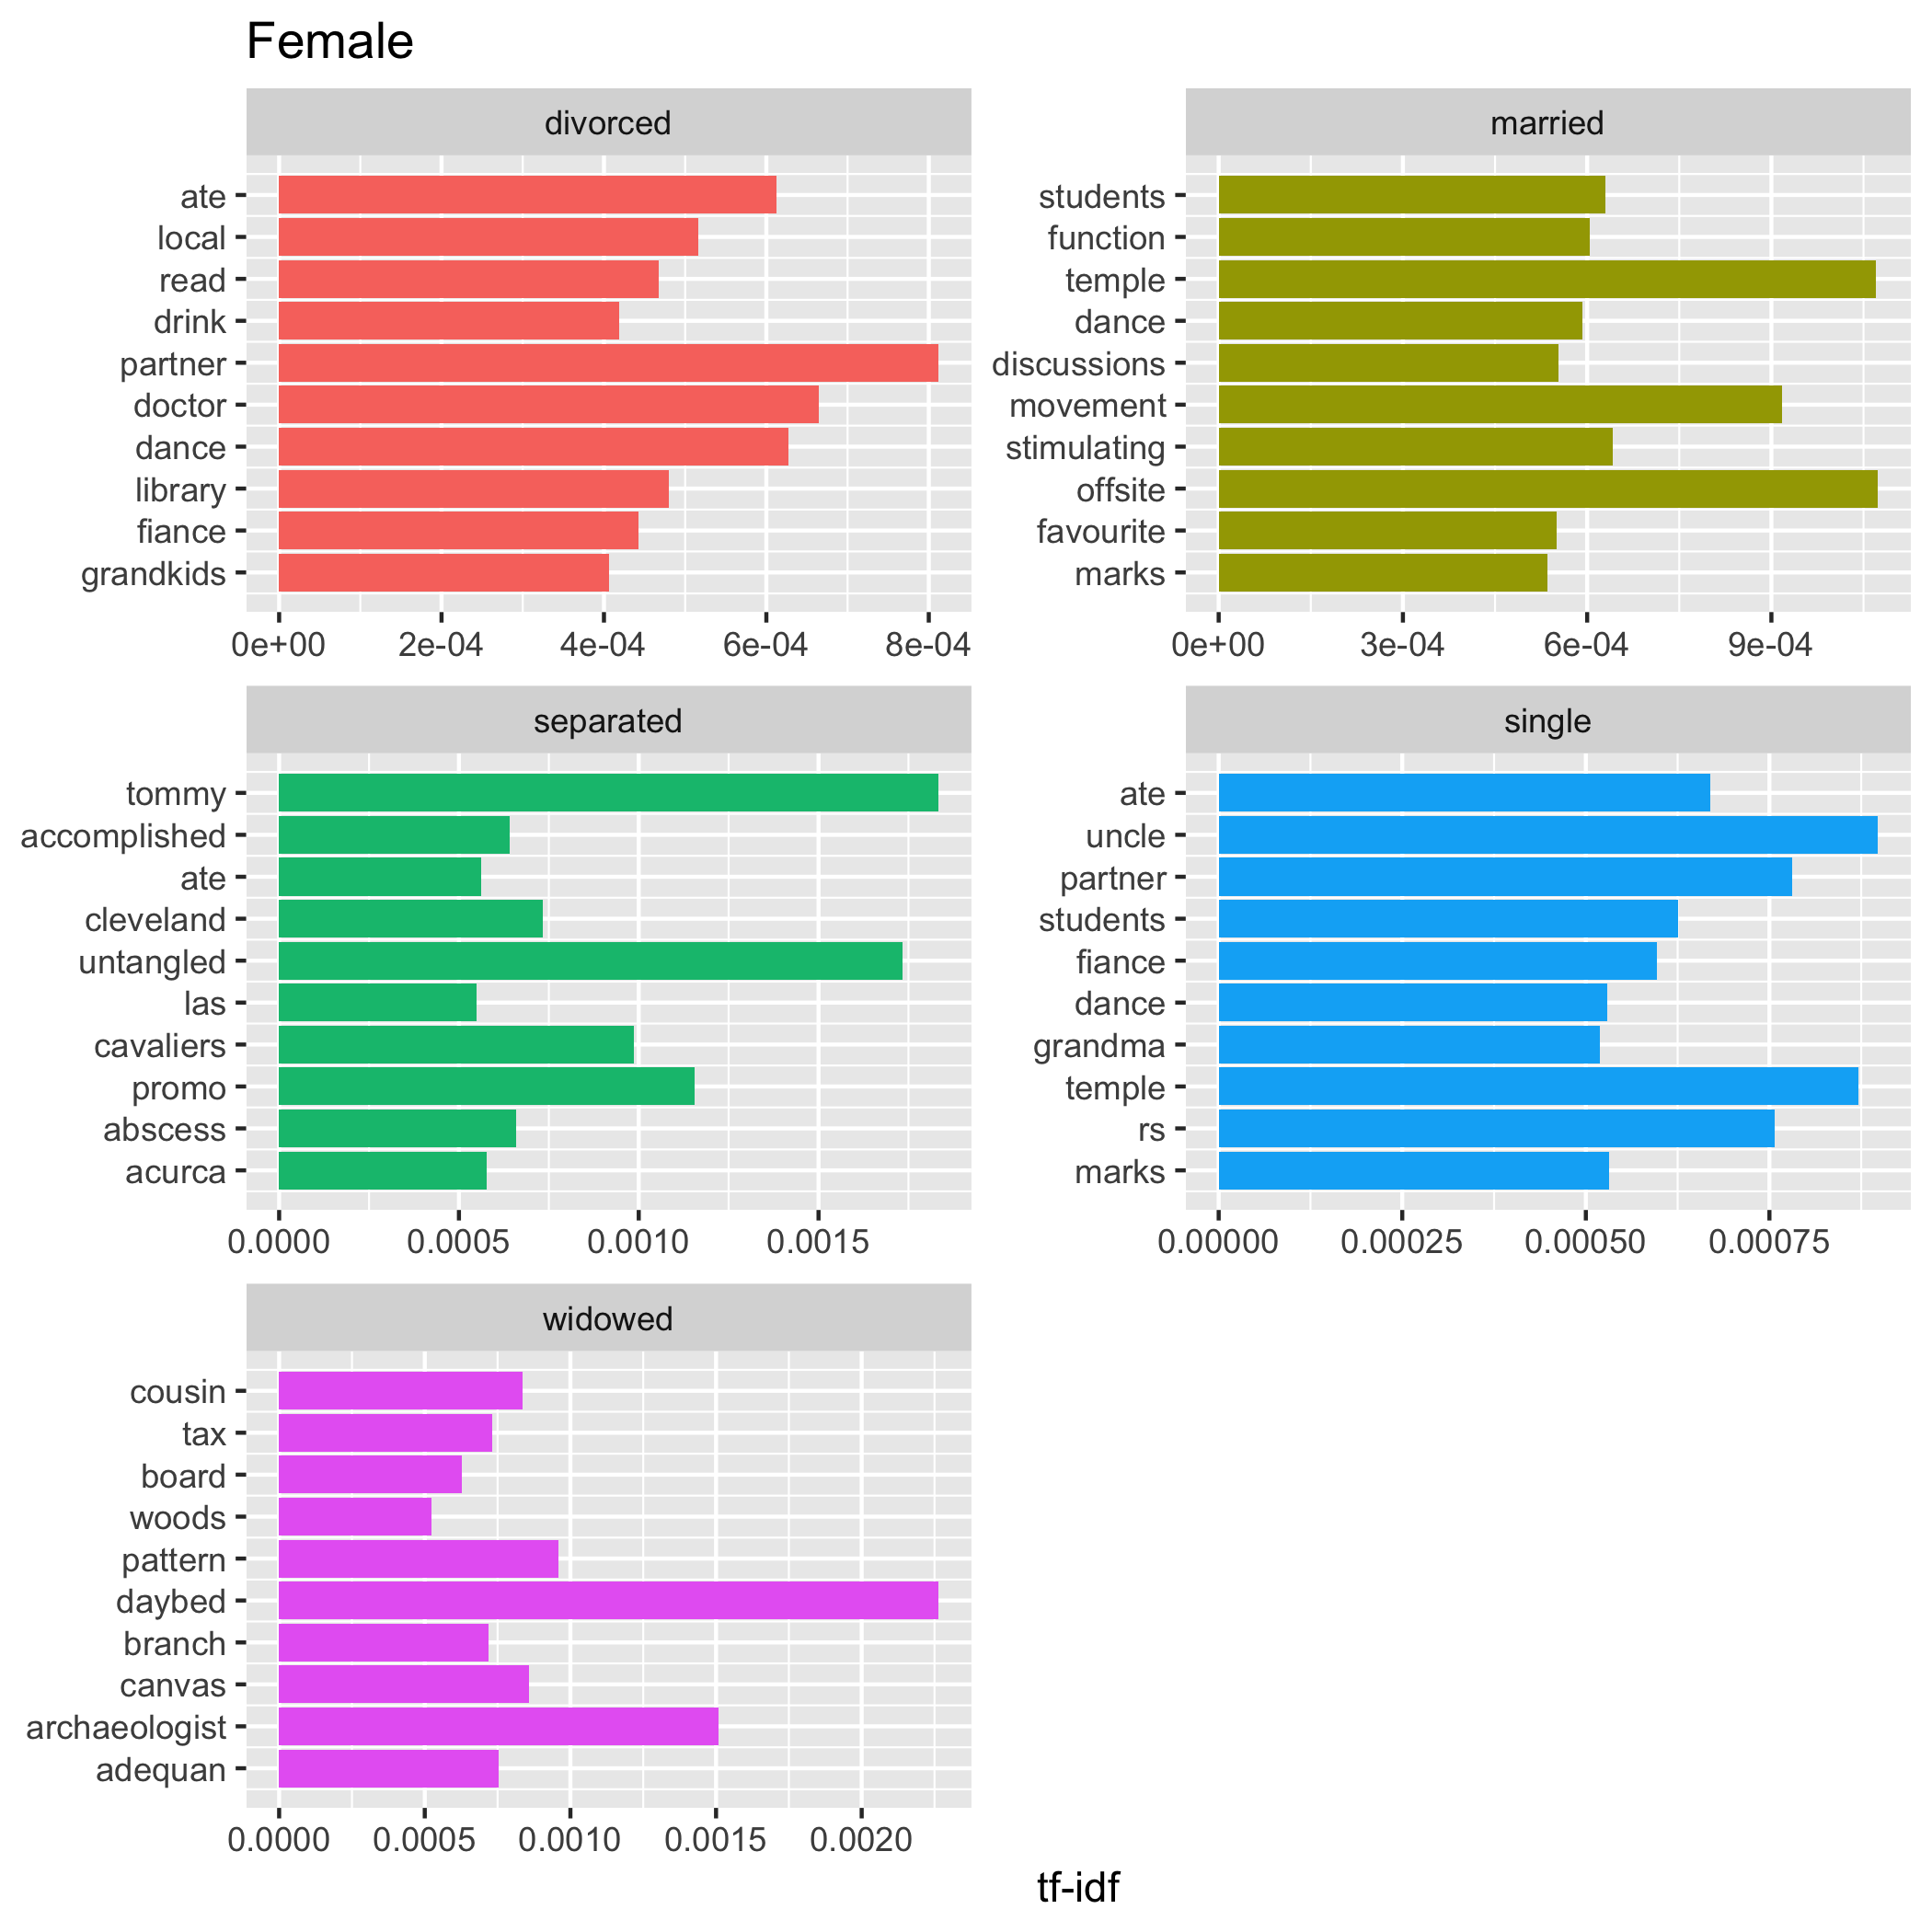 Female
divorced
ate
local
read
drink
partner
doctor
dance
library
fiance
grandkids
0e+00 2e-04 4e-04 6e-04 8e-04
married
students
function
temple
dance
discussions
movement
stimulating
offsite
favourite
marks
0e+00 3e-04 6e-04 9e-04
separated
tommy
accomplished
ate
cleveland
untangled
las
cavaliers
promo
abscess
acurca
0.0000 0.0005 0.0010 0.0015
single
ate
uncle
partner
students
fiance
dance
grandma
temple
rs
marks
0.00000 0.00025 0.00050 0.00075
widowed
cousin
tax
board
woods
pattern
daybed
branch
canvas
archaeologist
adequan
0.0000 0.0005 0.0010 0.0015 0.0020
tf-idf